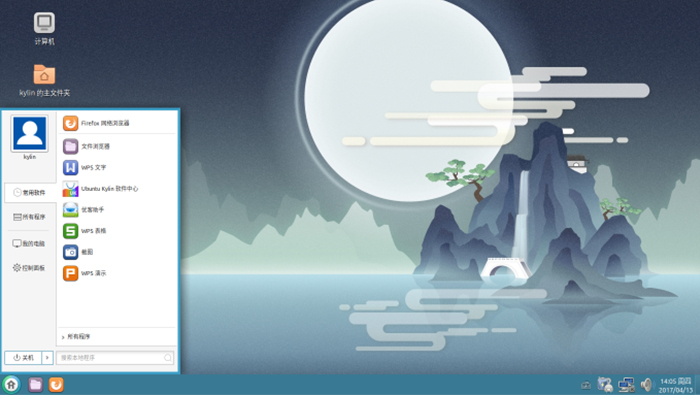 计算机
kylin 的主文件夹
Firefox 网络浏览器
kylin
文件浏览器
WPS 文字
常用软件
Ubuntu Kylin 软件中心
优客助手
所有程序
WPS 表格
我的电脑
截图
控制面板
WPS 演示
所有程序
关机
搜索本地程序
14:05 周四
2017/04/13